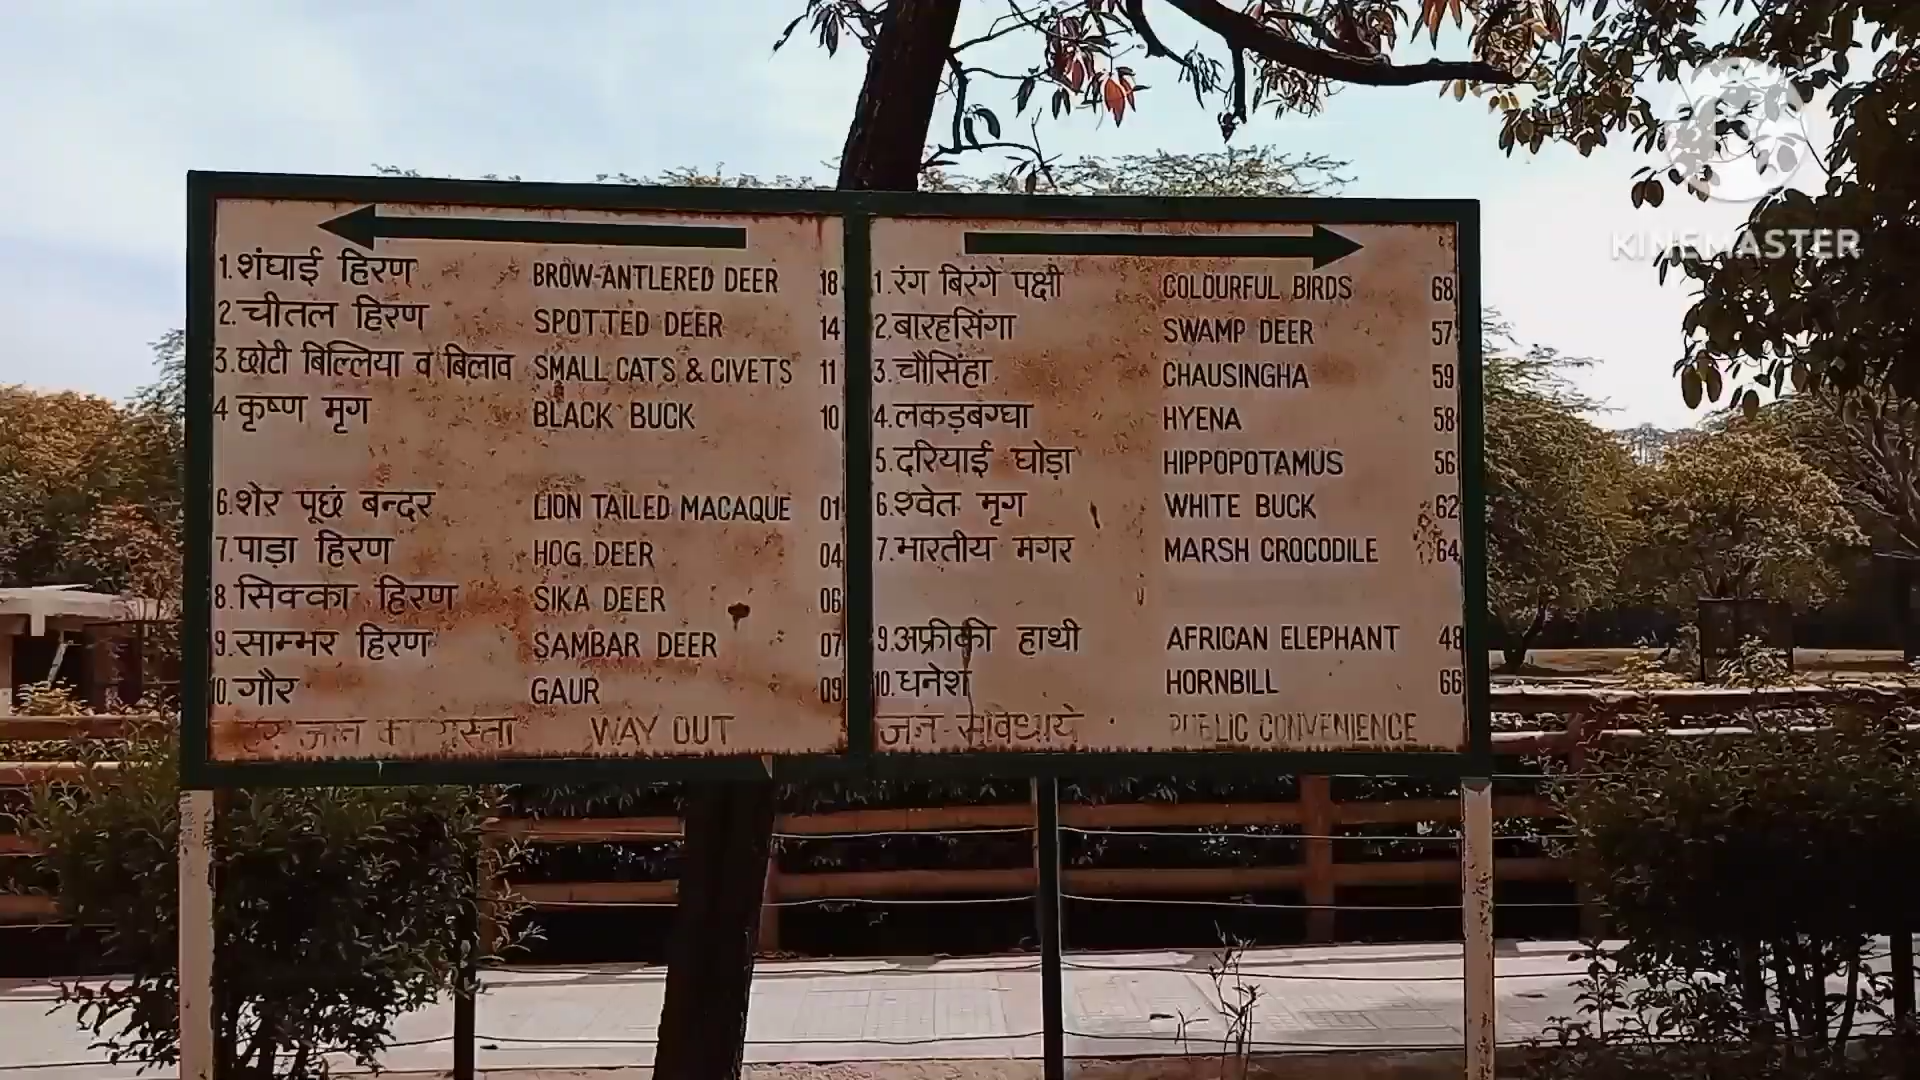 1.शंघाई हिरण BROW-ANTLERED DEER 18
2.चीतल हिरण SPOTTED DEER 14
3.छोटी बिल्लिया व बिलाव SMALL CATS & CIVETS 11
4 कृष्ण मृग BLACK BUCK 10
6.शेर पूछं बन्दर LION TAILED MACAQUE 01
7.पाड़ा हिरण HOG DEER 04
8.सिक्का हिरण SIKA DEER 06
9.साम्भर हिरण SAMBAR DEER 07
10.गौर GAUR 09
जाने का रास्ता WAY OUT
1.रंग बिरंगे पक्षी COLOURFUL BIRDS 68
2.बारहसिंगा SWAMP DEER 57
3.चौसिंहा CHAUSINGHA 59
4.लकड़बग्घा HYENA 58
5.दरियाई घोड़ा HIPPOPOTAMUS 56
6.श्वेत मृग WHITE BUCK 62
7.भारतीय मगर MARSH CROCODILE 64
9.अफ्रीकी हाथी AFRICAN ELEPHANT 48
10.धनेश HORNBILL 66
जन-सुविधाये PUBLIC CONVENIENCE
KINEMASTER